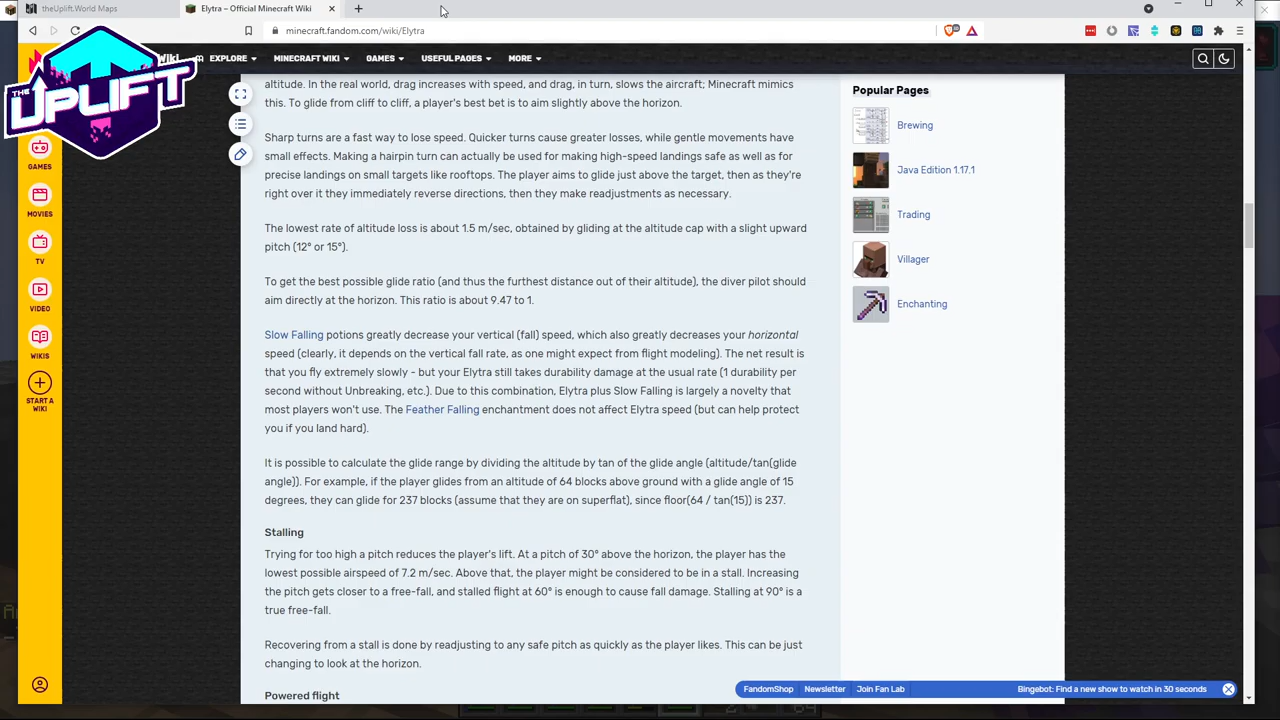 theUplift.World Maps
Elytra – Official Minecraft Wiki
minecraft.fandom.com/wiki/Elytra
THE UPLIFT
Wiki
EXPLORE
MINECRAFT WIKI
GAMES
USEFUL PAGES
MORE
GAMES
MOVIES
TV
VIDEO
WIKIS
START A
WIKI
altitude. In the real world, drag increases with speed, and drag, in turn, slows the aircraft; Minecraft mimics
this. To glide from cliff to cliff, a player's best bet is to aim slightly above the horizon.
Sharp turns are a fast way to lose speed. Quicker turns cause greater losses, while gentle movements have
small effects. Making a hairpin turn can actually be used for making high-speed landings safe as well as for
precise landings on small targets like rooftops. The player aims to glide just above the target, then as they're
right over it they immediately reverse directions, then they make readjustments as necessary.
The lowest rate of altitude loss is about 1.5 m/sec, obtained by gliding at the altitude cap with a slight upward
pitch (12° or 15°).
To get the best possible glide ratio (and thus the furthest distance out of their altitude), the diver pilot should
aim directly at the horizon. This ratio is about 9.47 to 1.
Slow Falling potions greatly decrease your vertical (fall) speed, which also greatly decreases your horizontal
speed (clearly, it depends on the vertical fall rate, as one might expect from flight modeling). The net result is
that you fly extremely slowly - but your Elytra still takes durability damage at the usual rate (1 durability per
second without Unbreaking, etc.). Due to this combination, Elytra plus Slow Falling is largely a novelty that
most players won't use. The Feather Falling enchantment does not affect Elytra speed (but can help protect
you if you land hard).
It is possible to calculate the glide range by dividing the altitude by tan of the glide angle (altitude/tan(glide
angle)). For example, if the player glides from an altitude of 64 blocks above ground with a glide angle of 15
degrees, they can glide for 237 blocks (assume that they are on superflat), since floor(64 / tan(15)) is 237.
Stalling
Trying for too high a pitch reduces the player's lift. At a pitch of 30° above the horizon, the player has the
lowest possible airspeed of 7.2 m/sec. Above that, the player might be considered to be in a stall. Increasing
the pitch gets closer to a free-fall, and stalled flight at 60° is enough to cause fall damage. Stalling at 90° is a
true free-fall.
Recovering from a stall is done by readjusting to any safe pitch as quickly as the player likes. This can be just
changing to look at the horizon.
Powered flight
Popular Pages
Brewing
Java Edition 1.17.1
Trading
Villager
Enchanting
FandomShop
Newsletter
Join Fan Lab
Bingebot: Find a new show to watch in 30 seconds